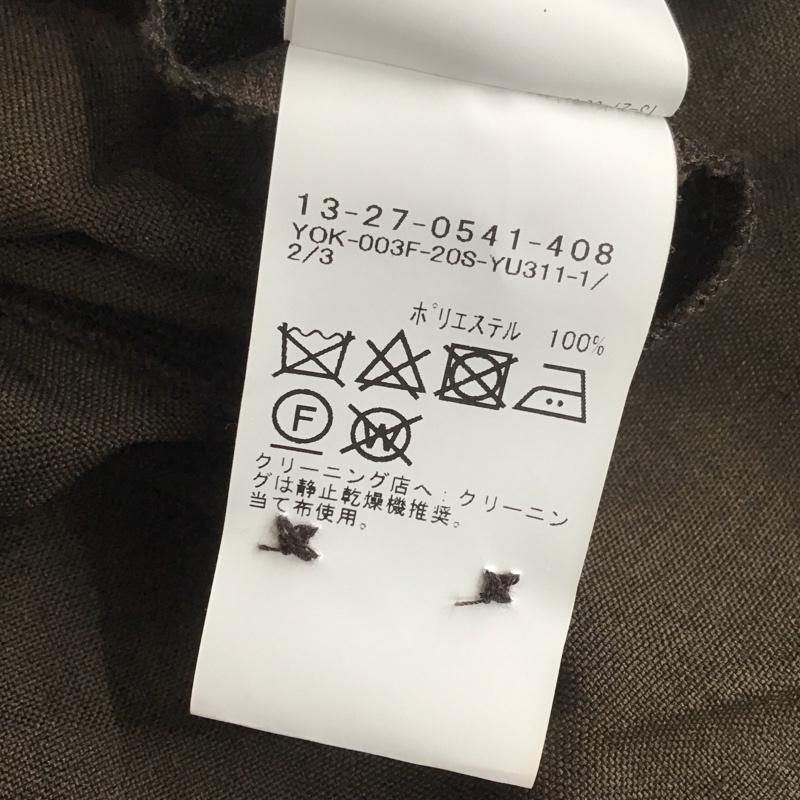 13-27-0541-408
YOK-003F-20S-YU311-1/
2/3
ポリエステル 100%
F W
クリーニング店へ：クリーニン
グは静止乾燥機推奨。
当て布使用。